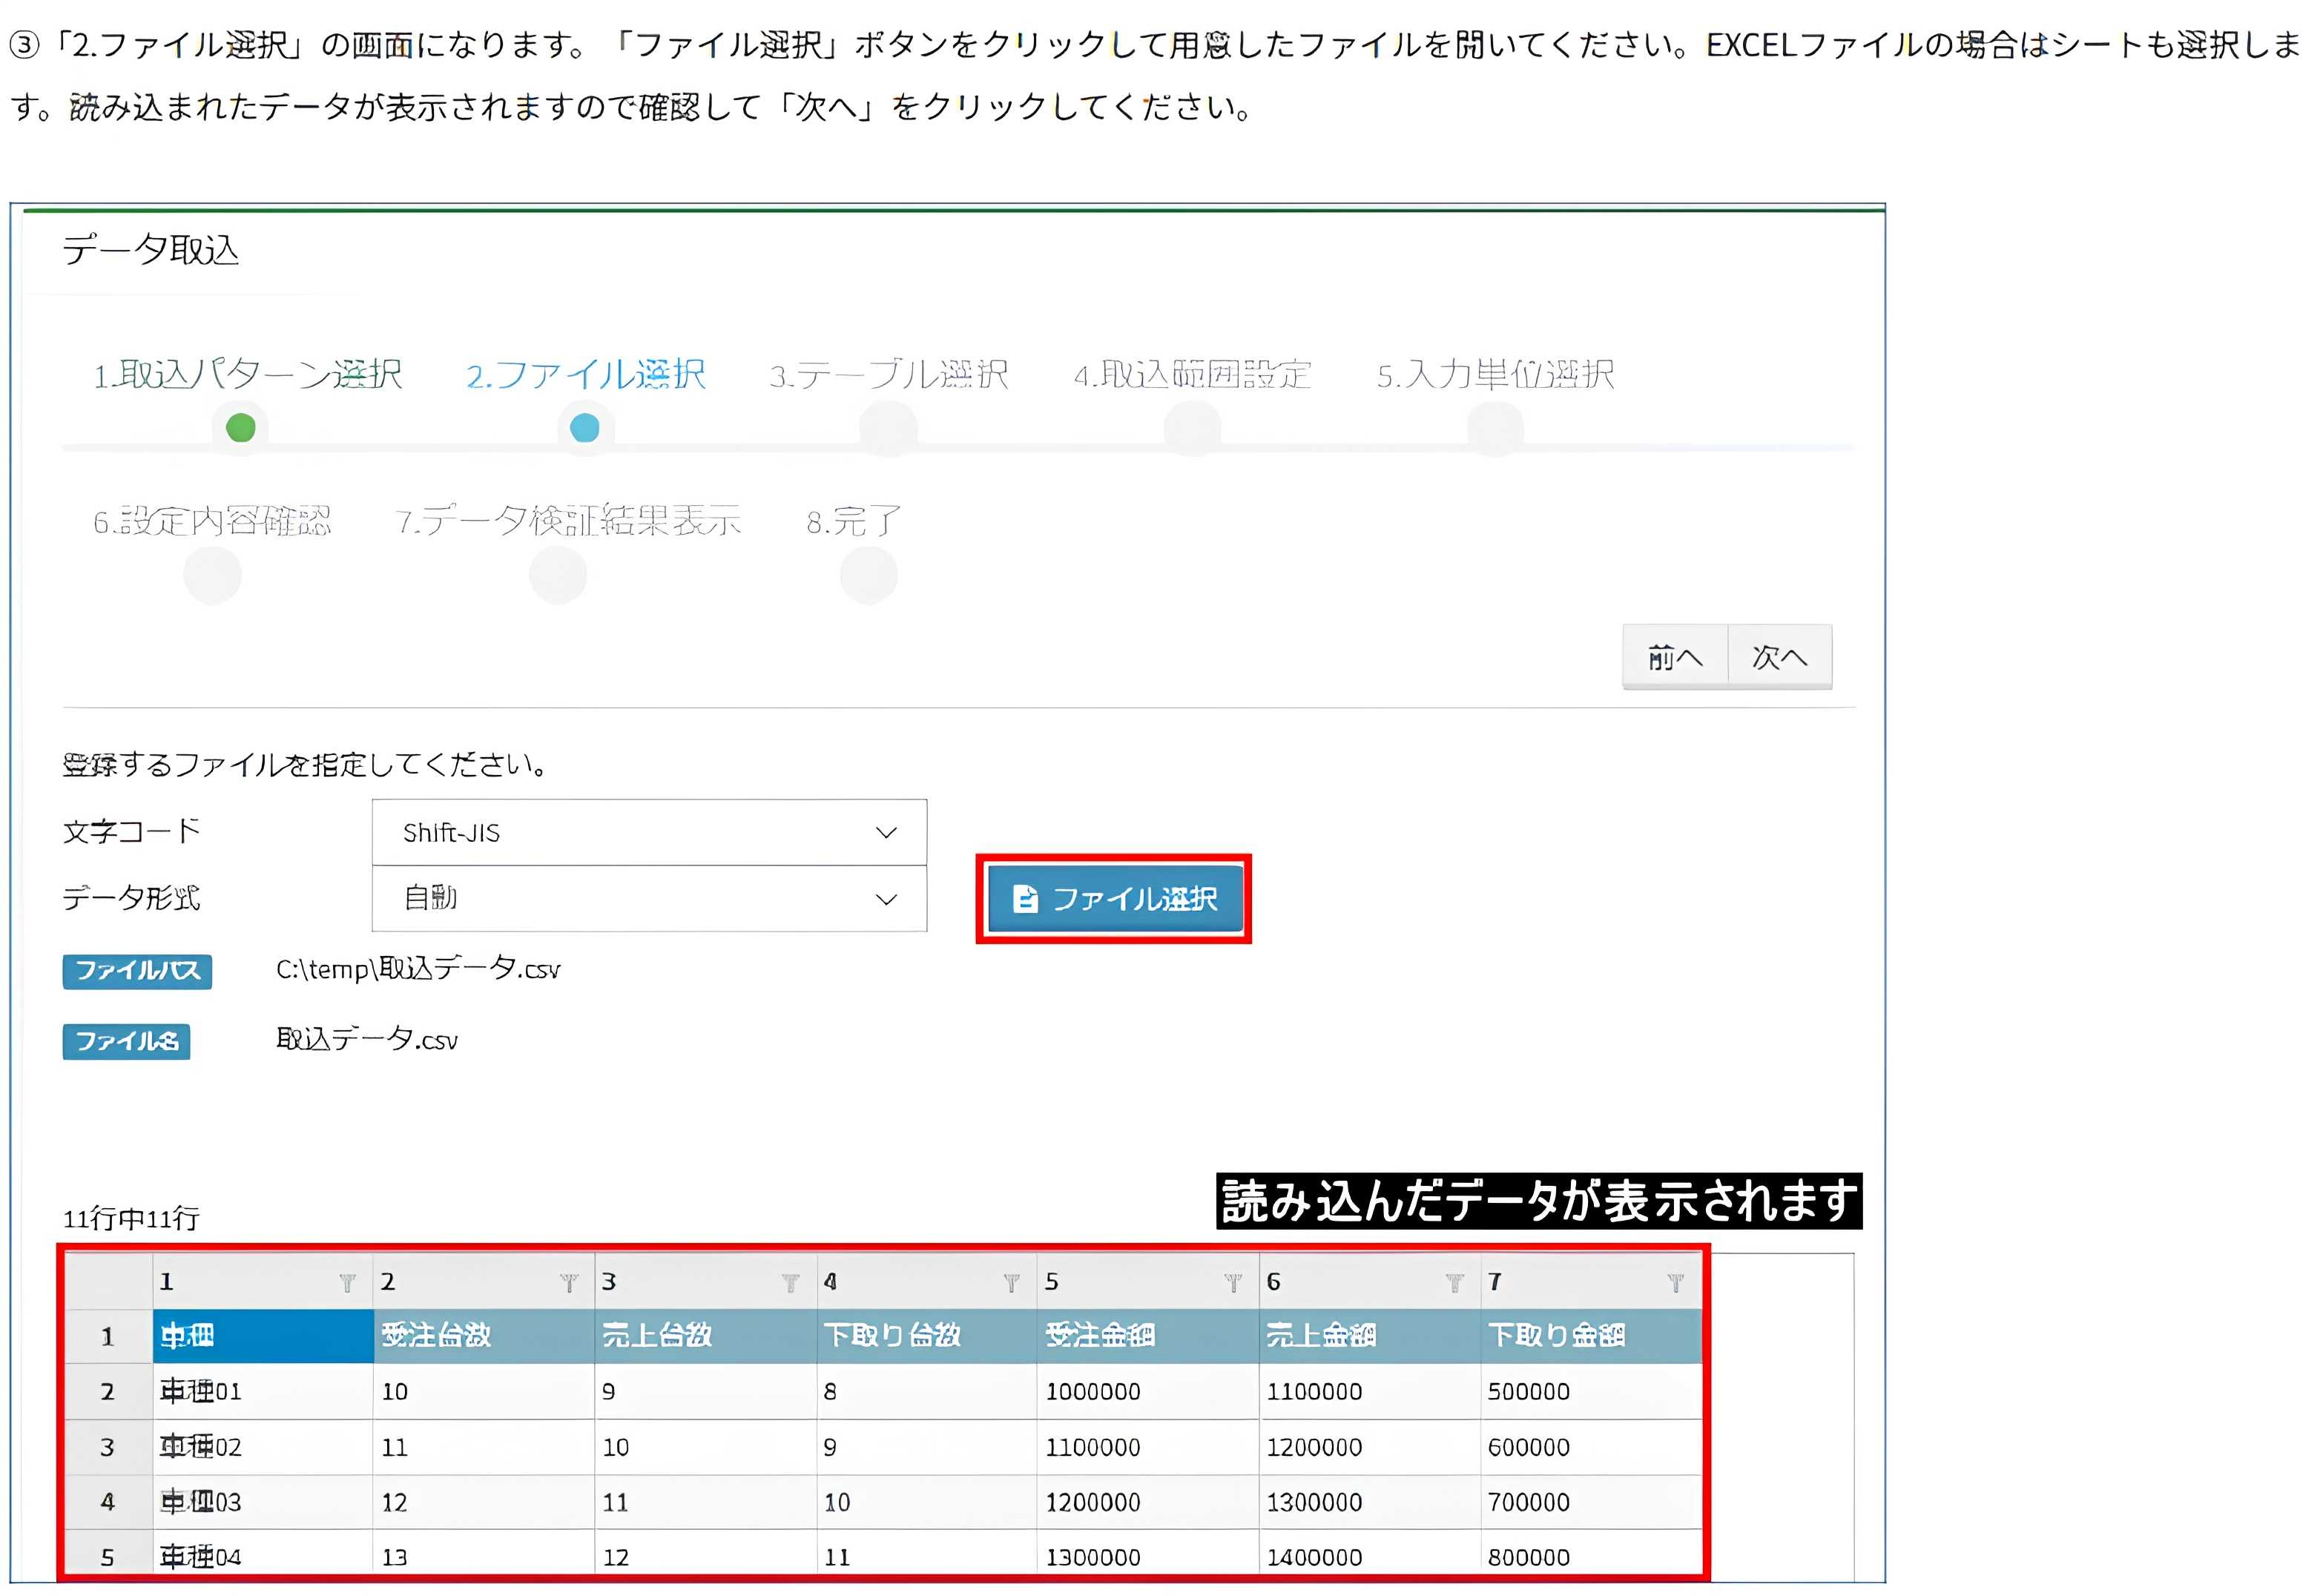 ③「2.ファイル選択」の画面になります。「ファイル選択」ボタンをクリックして用意したファイルを開いてください。EXCELファイルの場合はシートも選択しま
す。読み込まれたデータが表示されますので確認して「次へ」をクリックしてください。
データ取込
1.取込パターン選択 2.ファイル選択 3.テーブル選択 4.取込範囲設定 5.入力単位選択
6.設定内容確認 7.データ検証結果表示 8.完了
前へ 次へ
登録するファイルを指定してください。
文字コード Shift-JIS
データ形式 自動 ファイル選択
ファイルパス C:\temp\取込データ.csv
ファイル名 取込データ.csv
読み込んだデータが表示されます
11行中11行
1 2 3 4 5 6 7
1 車種 受注台数 売上台数 下取り台数 受注金額 売上金額 下取り金額
2 車種01 10 9 8 1000000 1100000 500000
3 車種02 11 10 9 1100000 1200000 600000
4 車種03 12 11 10 1200000 1300000 700000
5 車種04 13 12 11 1300000 1400000 800000